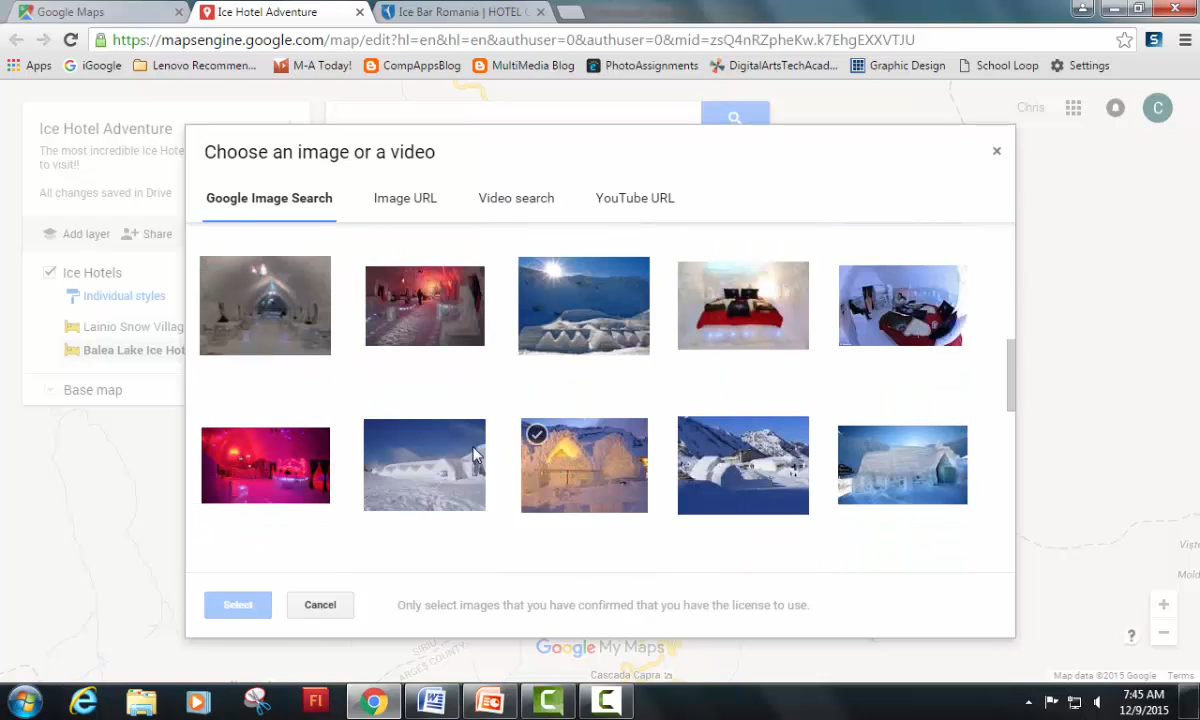 Google Maps
Ice Hotel Adventure
Ice Bar Romania | HOTEL
https://mapsengine.google.com/map/edit?hl=en&hl=en&authuser=0&authuser=0&mid=zsQ4nRZpheKw.k7EhgEXXVTJU
Apps iGoogle Lenovo Recommen... M-A Today! CompAppsBlog MultiMedia Blog PhotoAssignments DigitalArtsTechAcad... Graphic Design School Loop Settings
Chris
C
Ice Hotel Adventure
The most incredible Ice Hote
to visit!!
All changes saved in Drive
Add layer Share
Ice Hotels
Individual styles
Lainio Snow Villag
Balea Lake Ice Hot
Base map
Choose an image or a video
Google Image Search Image URL Video search YouTube URL
Select Cancel Only select images that you have confirmed that you have the license to use.
Google My Maps
Cascada Capra
Map data ©2015 Google Terms
7:45 AM
12/9/2015